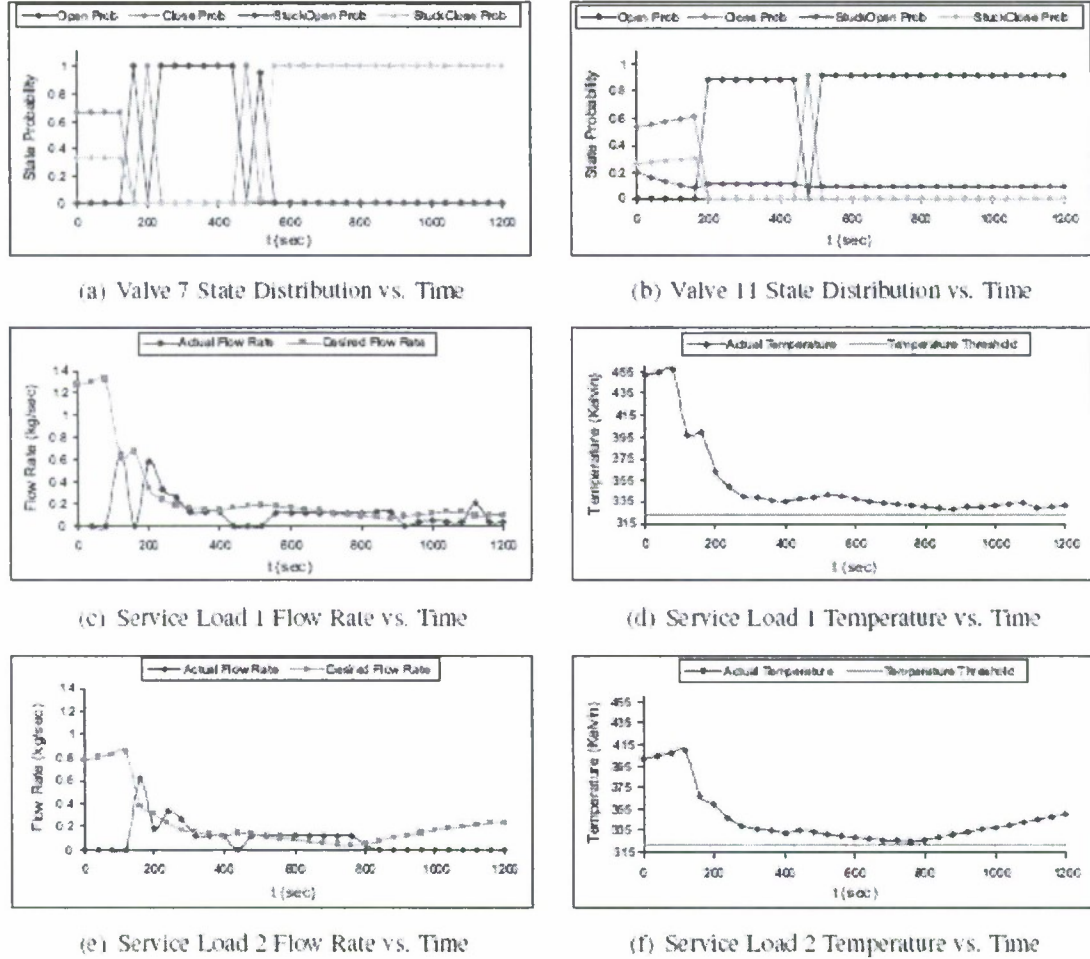 Open Prob Close Prob StuckOpen Prob StuckClose Prob
State Probability
1
0.8
0.6
0.4
0.2
0
0 200 400 600 800 1000 1200
t (sec)
(a) Valve 7 State Distribution vs. Time
Open Prob Close Prob StuckOpen Prob StuckClose Prob
State Probability
1
0.8
0.6
0.4
0.2
0
0 200 400 600 800 1000 1200
t (sec)
(b) Valve 11 State Distribution vs. Time
Actual Flow Rate Desired Flow Rate
Flow Rate (kg/sec)
1.4
1.2
1
0.8
0.6
0.4
0.2
0
0 200 400 600 800 1000 1200
t (sec)
(c) Service Load 1 Flow Rate vs. Time
Actual Temperature Temperature Threshold
Temperature (Kelvin)
455
435
415
395
375
355
335
315
0 200 400 600 800 1000 1200
t (sec)
(d) Service Load 1 Temperature vs. Time
Actual Flow Rate Desired Flow Rate
Flow Rate (kg/sec)
1.4
1.2
1
0.8
0.6
0.4
0.2
0
0 200 400 600 800 1000 1200
t (sec)
(e) Service Load 2 Flow Rate vs. Time
Actual Temperature Temperature Threshold
Temperature (Kelvin)
455
435
415
395
375
355
335
315
0 200 400 600 800 1000 1200
t (sec)
(f) Service Load 2 Temperature vs. Time